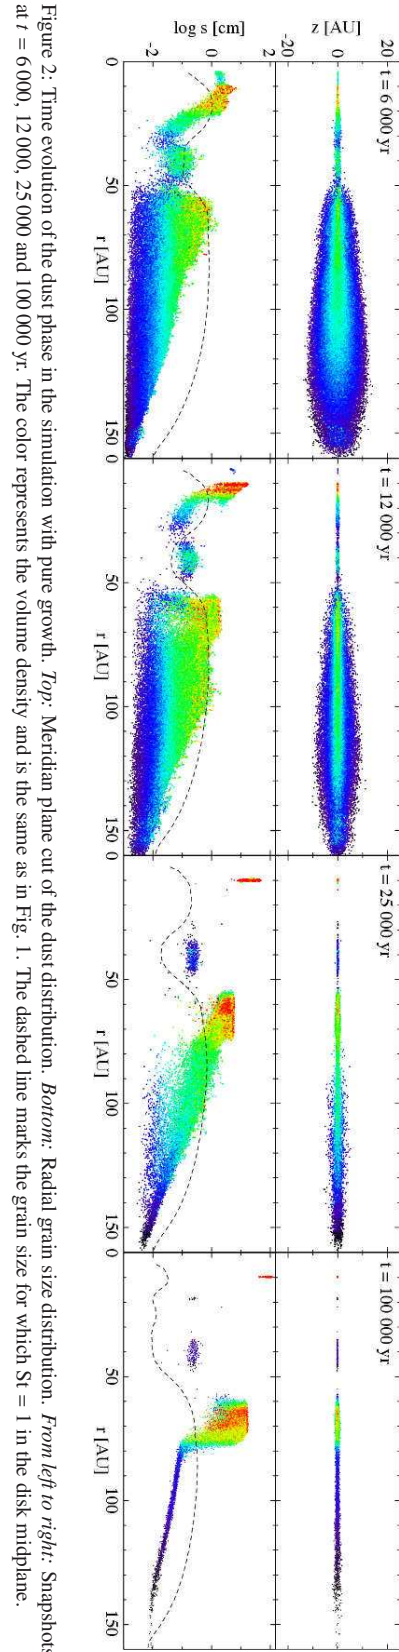 t = 6 000 yr
t = 12 000 yr
t = 25 000 yr
t = 100 000 yr
z [AU]
20
0
-20
log s [cm]
2
0
-2
0
50
100
150
0
50
100
150
0
50
100
150
0
50
100
150
r [AU]
r [AU]
r [AU]
r [AU]
Figure 2: Time evolution of the dust phase in the simulation with pure growth. Top: Meridian plane cut of the dust distribution. Bottom: Radial grain size distribution. From left to right: Snapshots
at t = 6 000, 12 000, 25 000 and 100 000 yr. The color represents the volume density and is the same as in Fig. 1. The dashed line marks the grain size for which St = 1 in the disk midplane.